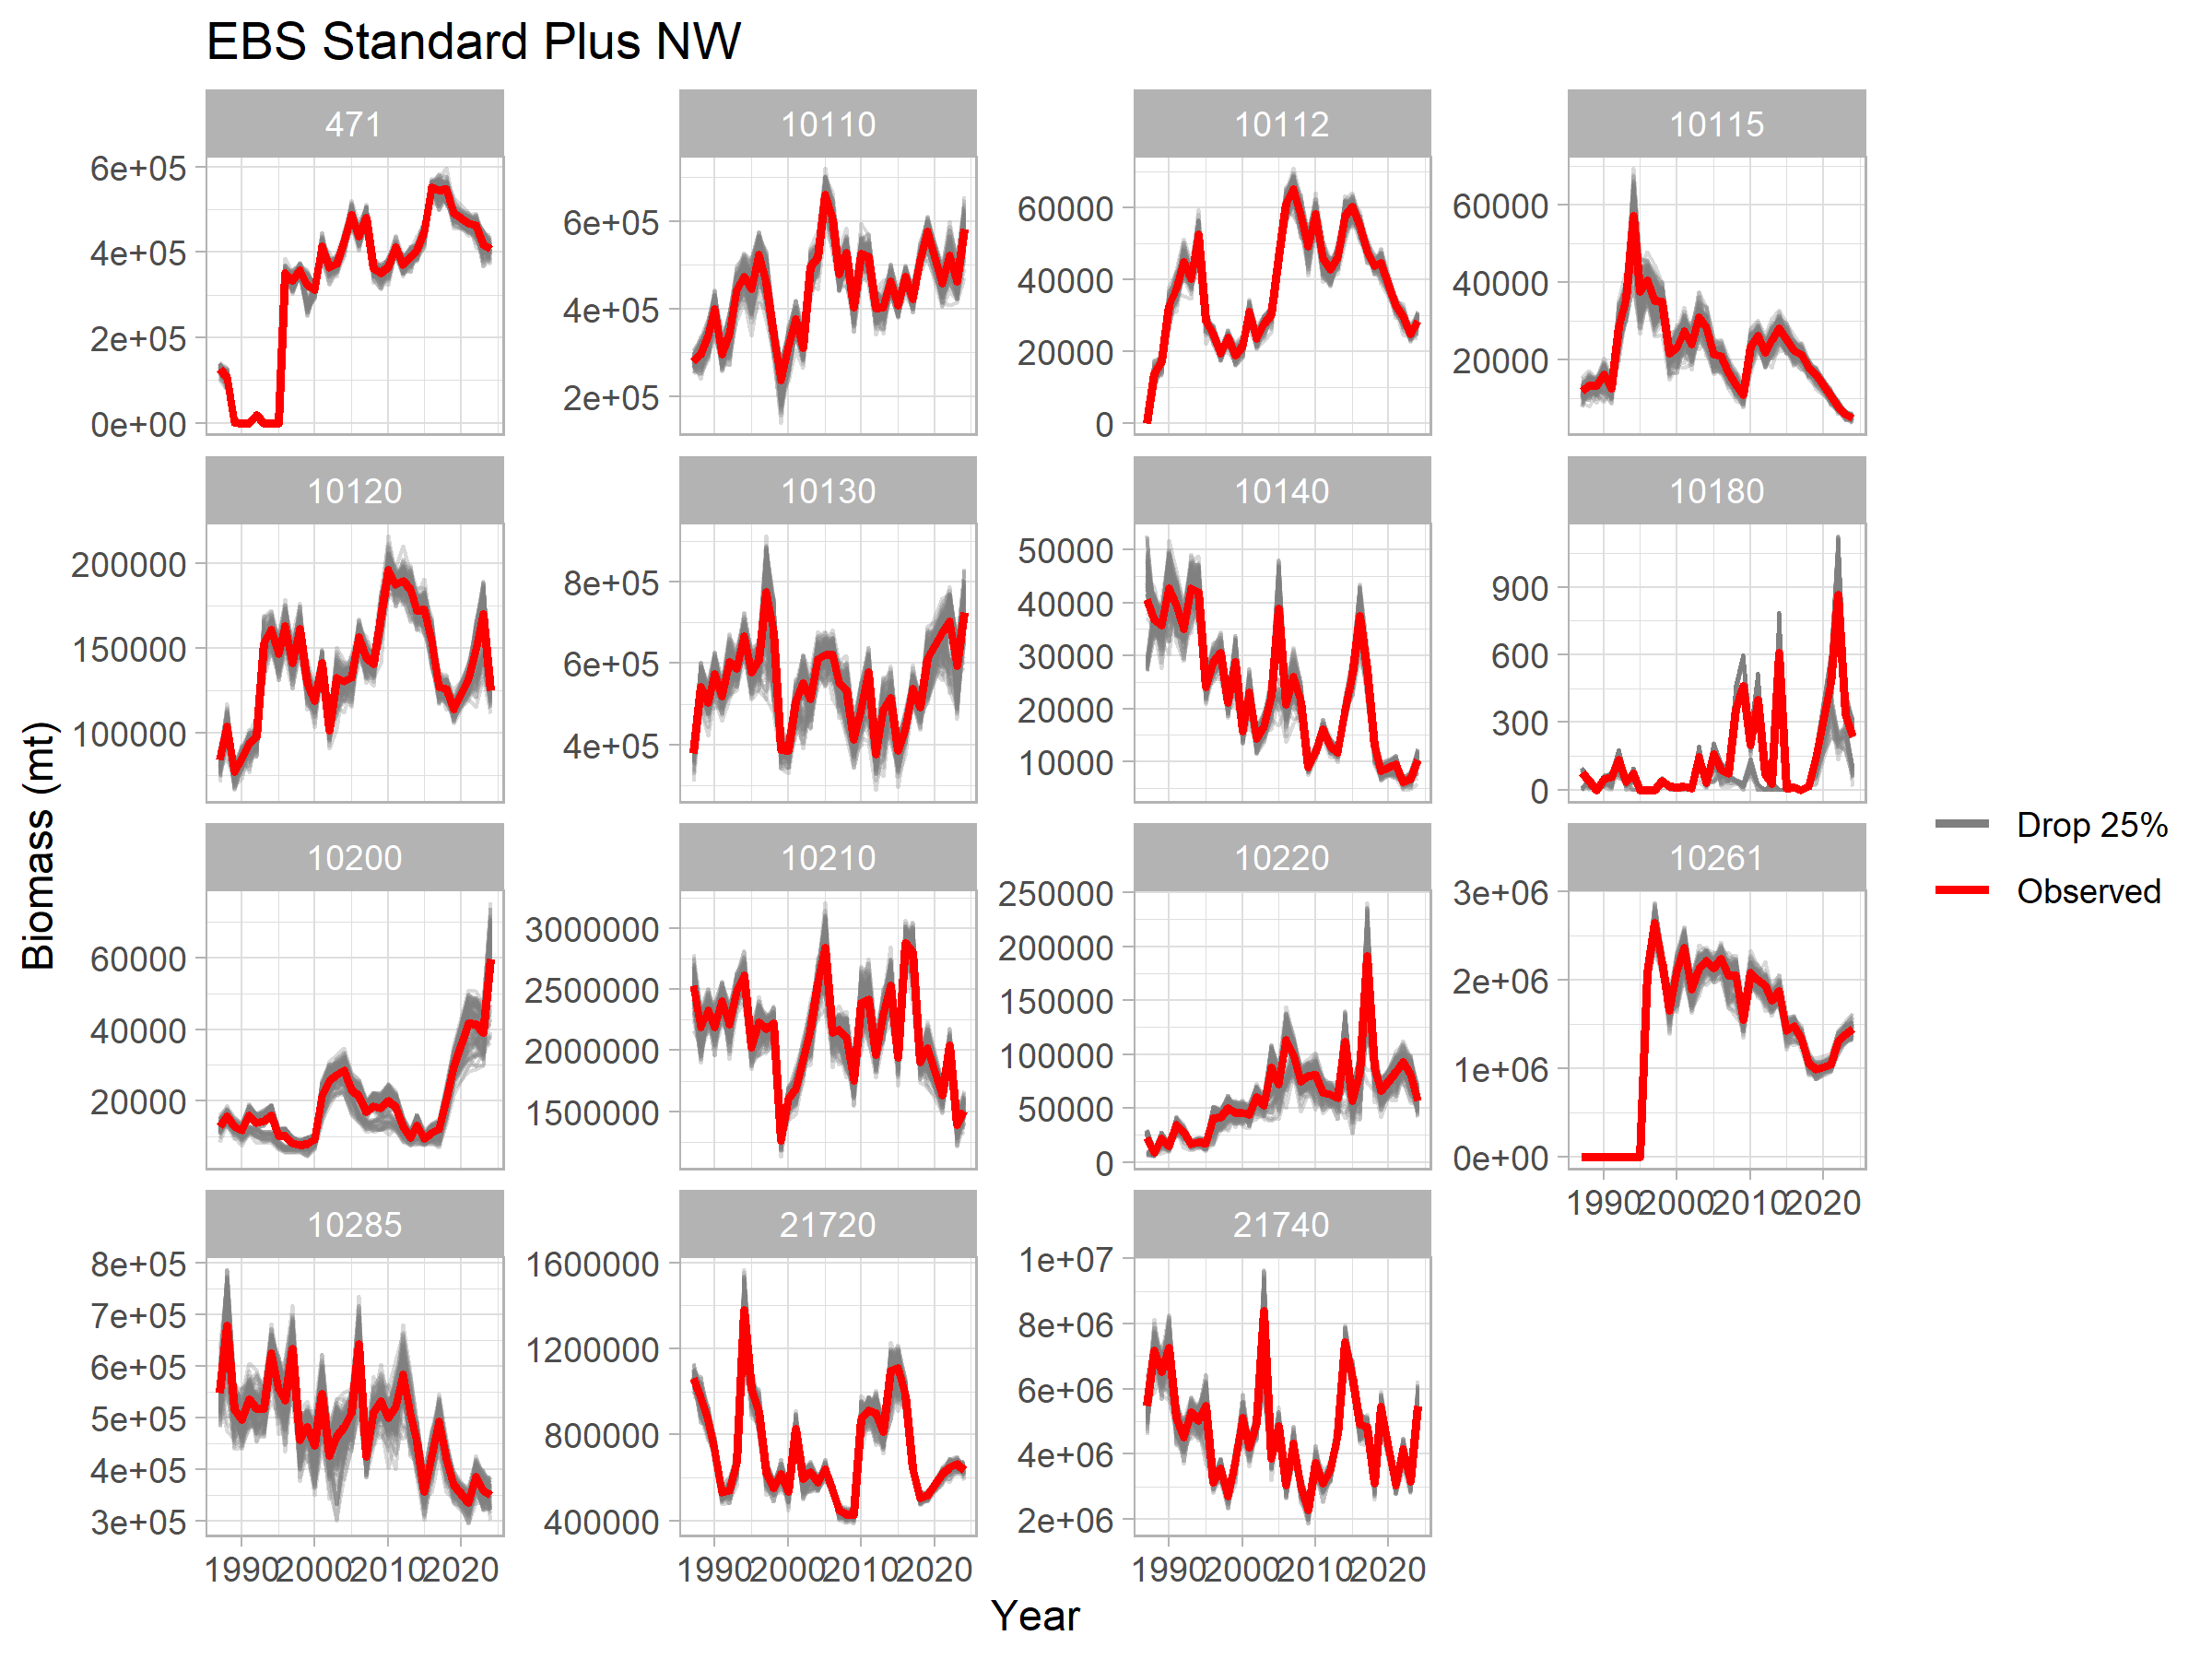 EBS Standard Plus NW
471 10110 10112 10115
6e+05 4e+05 2e+05 0e+00
6e+05 4e+05 2e+05
60000 40000 20000 0
60000 40000 20000
10120 10130 10140 10180
200000 150000 100000
8e+05 6e+05 4e+05
50000 40000 30000 20000 10000
900 600 300 0
10200 10210 10220 10261
60000 40000 20000
3000000 2500000 2000000 1500000
250000 200000 150000 100000 50000 0
3e+06 2e+06 1e+06 0e+00
1990 2000 2010 2020
10285 21720 21740
8e+05 7e+05 6e+05 5e+05 4e+05 3e+05
1600000 1200000 800000 400000
1e+07 8e+06 6e+06 4e+06 2e+06
1990 2000 2010 2020
1990 2000 2010 2020
1990 2000 2010 2020
Year
Biomass (mt)
Drop 25%
Observed